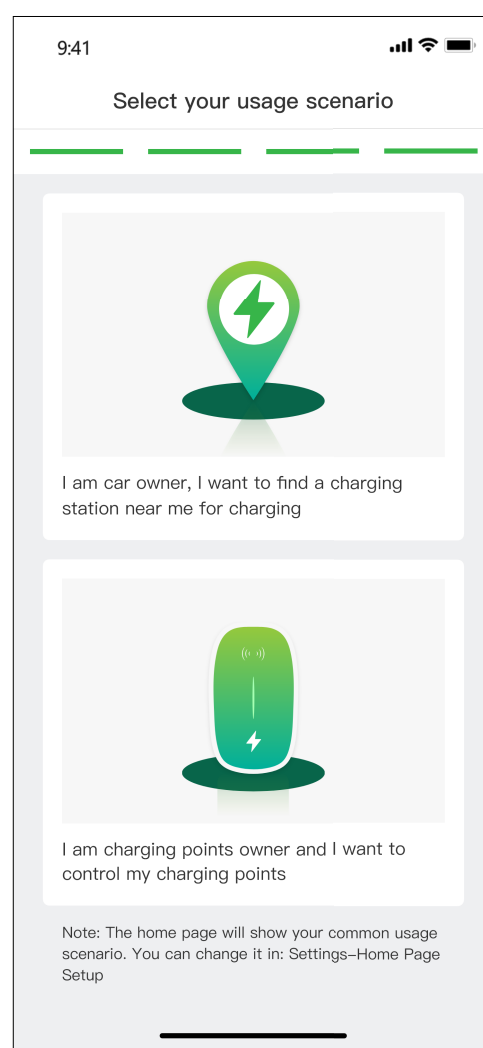 9:41
Select your usage scenario
I am car owner, I want to find a charging
station near me for charging
I am charging points owner and I want to
control my charging points
Note: The home page will show your common usage
scenario. You can change it in: Settings–Home Page
Setup